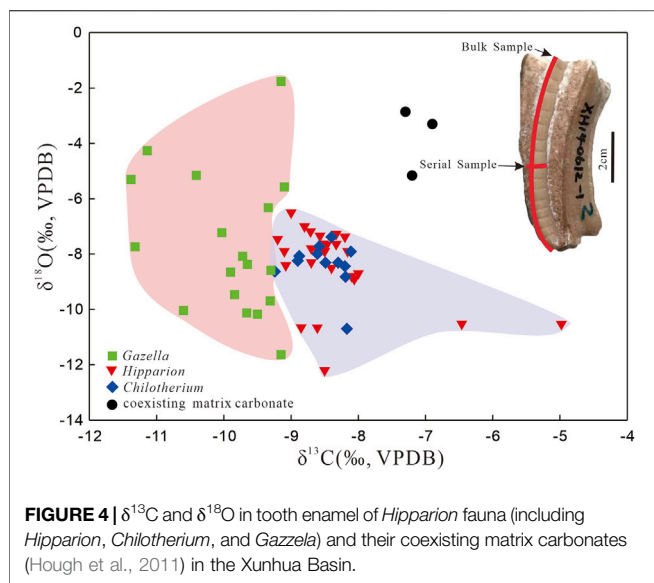 0
-2
-4
-6
-8
-10
-12
-14
δ¹⁸O(‰, VPDB)
-12
-11
-10
-9
-8
-7
-6
-5
-4
δ¹³C(‰, VPDB)
Gazella
Hipparion
Chilotherium
coexisting matrix carbonate
Bulk Sample
Serial Sample
XH140612-1
2
2cm
FIGURE 4 | δ¹³C and δ¹⁸O in tooth enamel of Hipparion fauna (including
Hipparion, Chilotherium, and Gazzela) and their coexisting matrix carbonates
(Hough et al., 2011) in the Xunhua Basin.